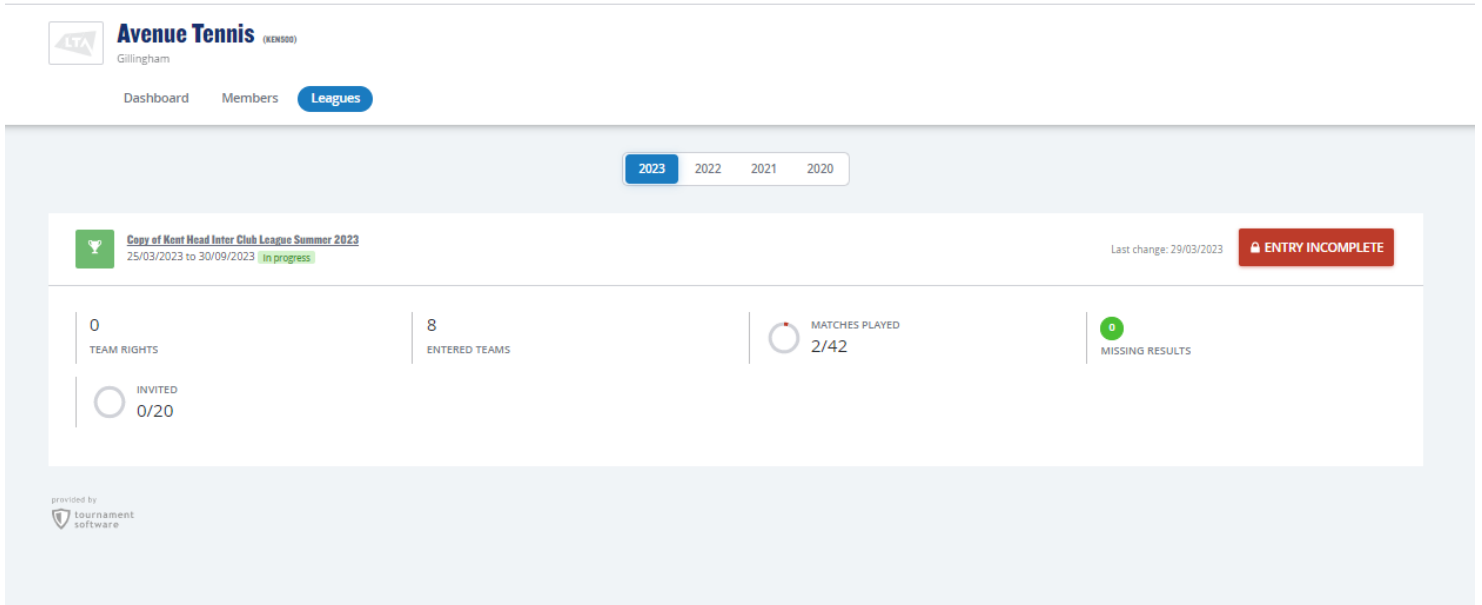 LTA
Avenue Tennis (KEN500)
Gillingham
Dashboard Members Leagues
2023 2022 2021 2020
Copy of Kent Head Inter Club League Summer 2023
25/03/2023 to 30/09/2023 In progress
Last change: 29/03/2023
ENTRY INCOMPLETE
0
TEAM RIGHTS
8
ENTERED TEAMS
MATCHES PLAYED
2/42
0
MISSING RESULTS
INVITED
0/20
provided by
tournament
software